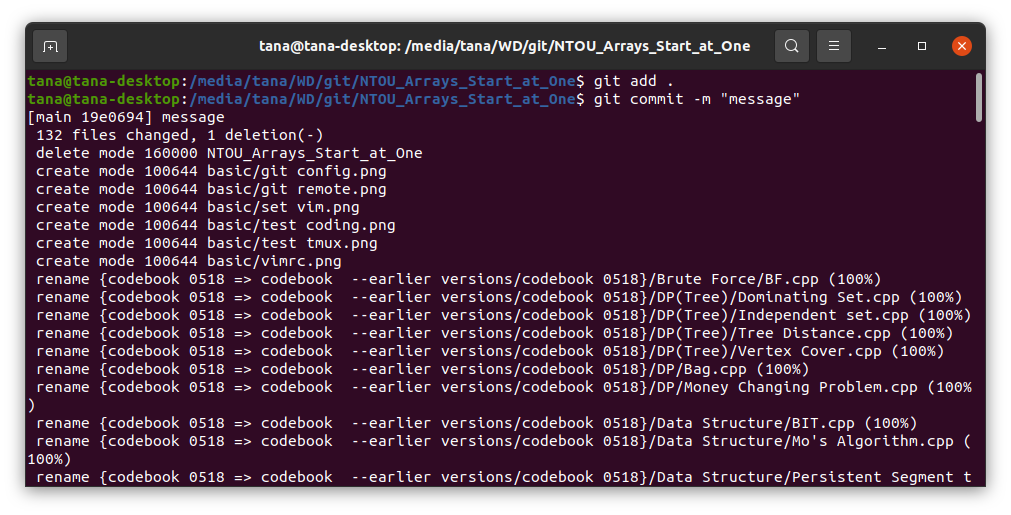 tana@tana-desktop: /media/tana/WD/git/NTOU_Arrays_Start_at_One
tana@tana-desktop:/media/tana/WD/git/NTOU_Arrays_Start_at_One$ git add .
tana@tana-desktop:/media/tana/WD/git/NTOU_Arrays_Start_at_One$ git commit -m "message"
[main 19e0694] message
 132 files changed, 1 deletion(-)
 delete mode 160000 NTOU_Arrays_Start_at_One
 create mode 100644 basic/git config.png
 create mode 100644 basic/git remote.png
 create mode 100644 basic/set vim.png
 create mode 100644 basic/test coding.png
 create mode 100644 basic/test tmux.png
 create mode 100644 basic/vimrc.png
 rename {codebook 0518 => codebook  --earlier versions/codebook 0518}/Brute Force/BF.cpp (100%)
 rename {codebook 0518 => codebook  --earlier versions/codebook 0518}/DP(Tree)/Dominating Set.cpp (100%)
 rename {codebook 0518 => codebook  --earlier versions/codebook 0518}/DP(Tree)/Independent set.cpp (100%)
 rename {codebook 0518 => codebook  --earlier versions/codebook 0518}/DP(Tree)/Tree Distance.cpp (100%)
 rename {codebook 0518 => codebook  --earlier versions/codebook 0518}/DP(Tree)/Vertex Cover.cpp (100%)
 rename {codebook 0518 => codebook  --earlier versions/codebook 0518}/DP/Bag.cpp (100%)
 rename {codebook 0518 => codebook  --earlier versions/codebook 0518}/DP/Money Changing Problem.cpp (100%
)
 rename {codebook 0518 => codebook  --earlier versions/codebook 0518}/Data Structure/BIT.cpp (100%)
 rename {codebook 0518 => codebook  --earlier versions/codebook 0518}/Data Structure/Mo's Algorithm.cpp (
100%)
 rename {codebook 0518 => codebook  --earlier versions/codebook 0518}/Data Structure/Persistent Segment t